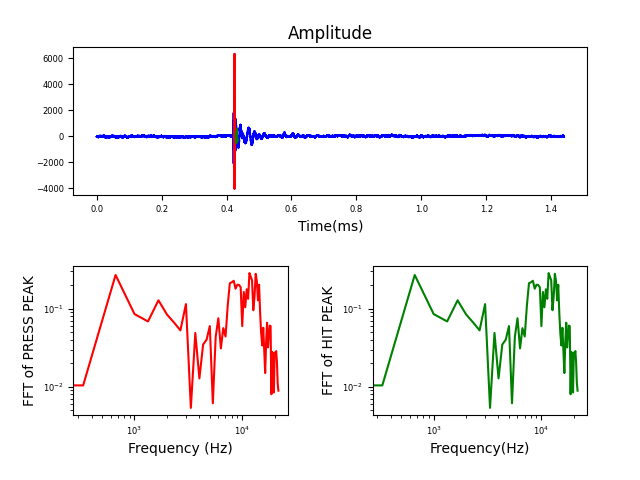 Amplitude
6000
4000
2000
0
−2000
−4000
0.0 0.2 0.4 0.6 0.8 1.0 1.2 1.4
Time(ms)
FFT of PRESS PEAK
10⁻¹
10⁻²
10³ 10⁴
Frequency (Hz)
FFT of HIT PEAK
10⁻¹
10⁻²
10³ 10⁴
Frequency(Hz)